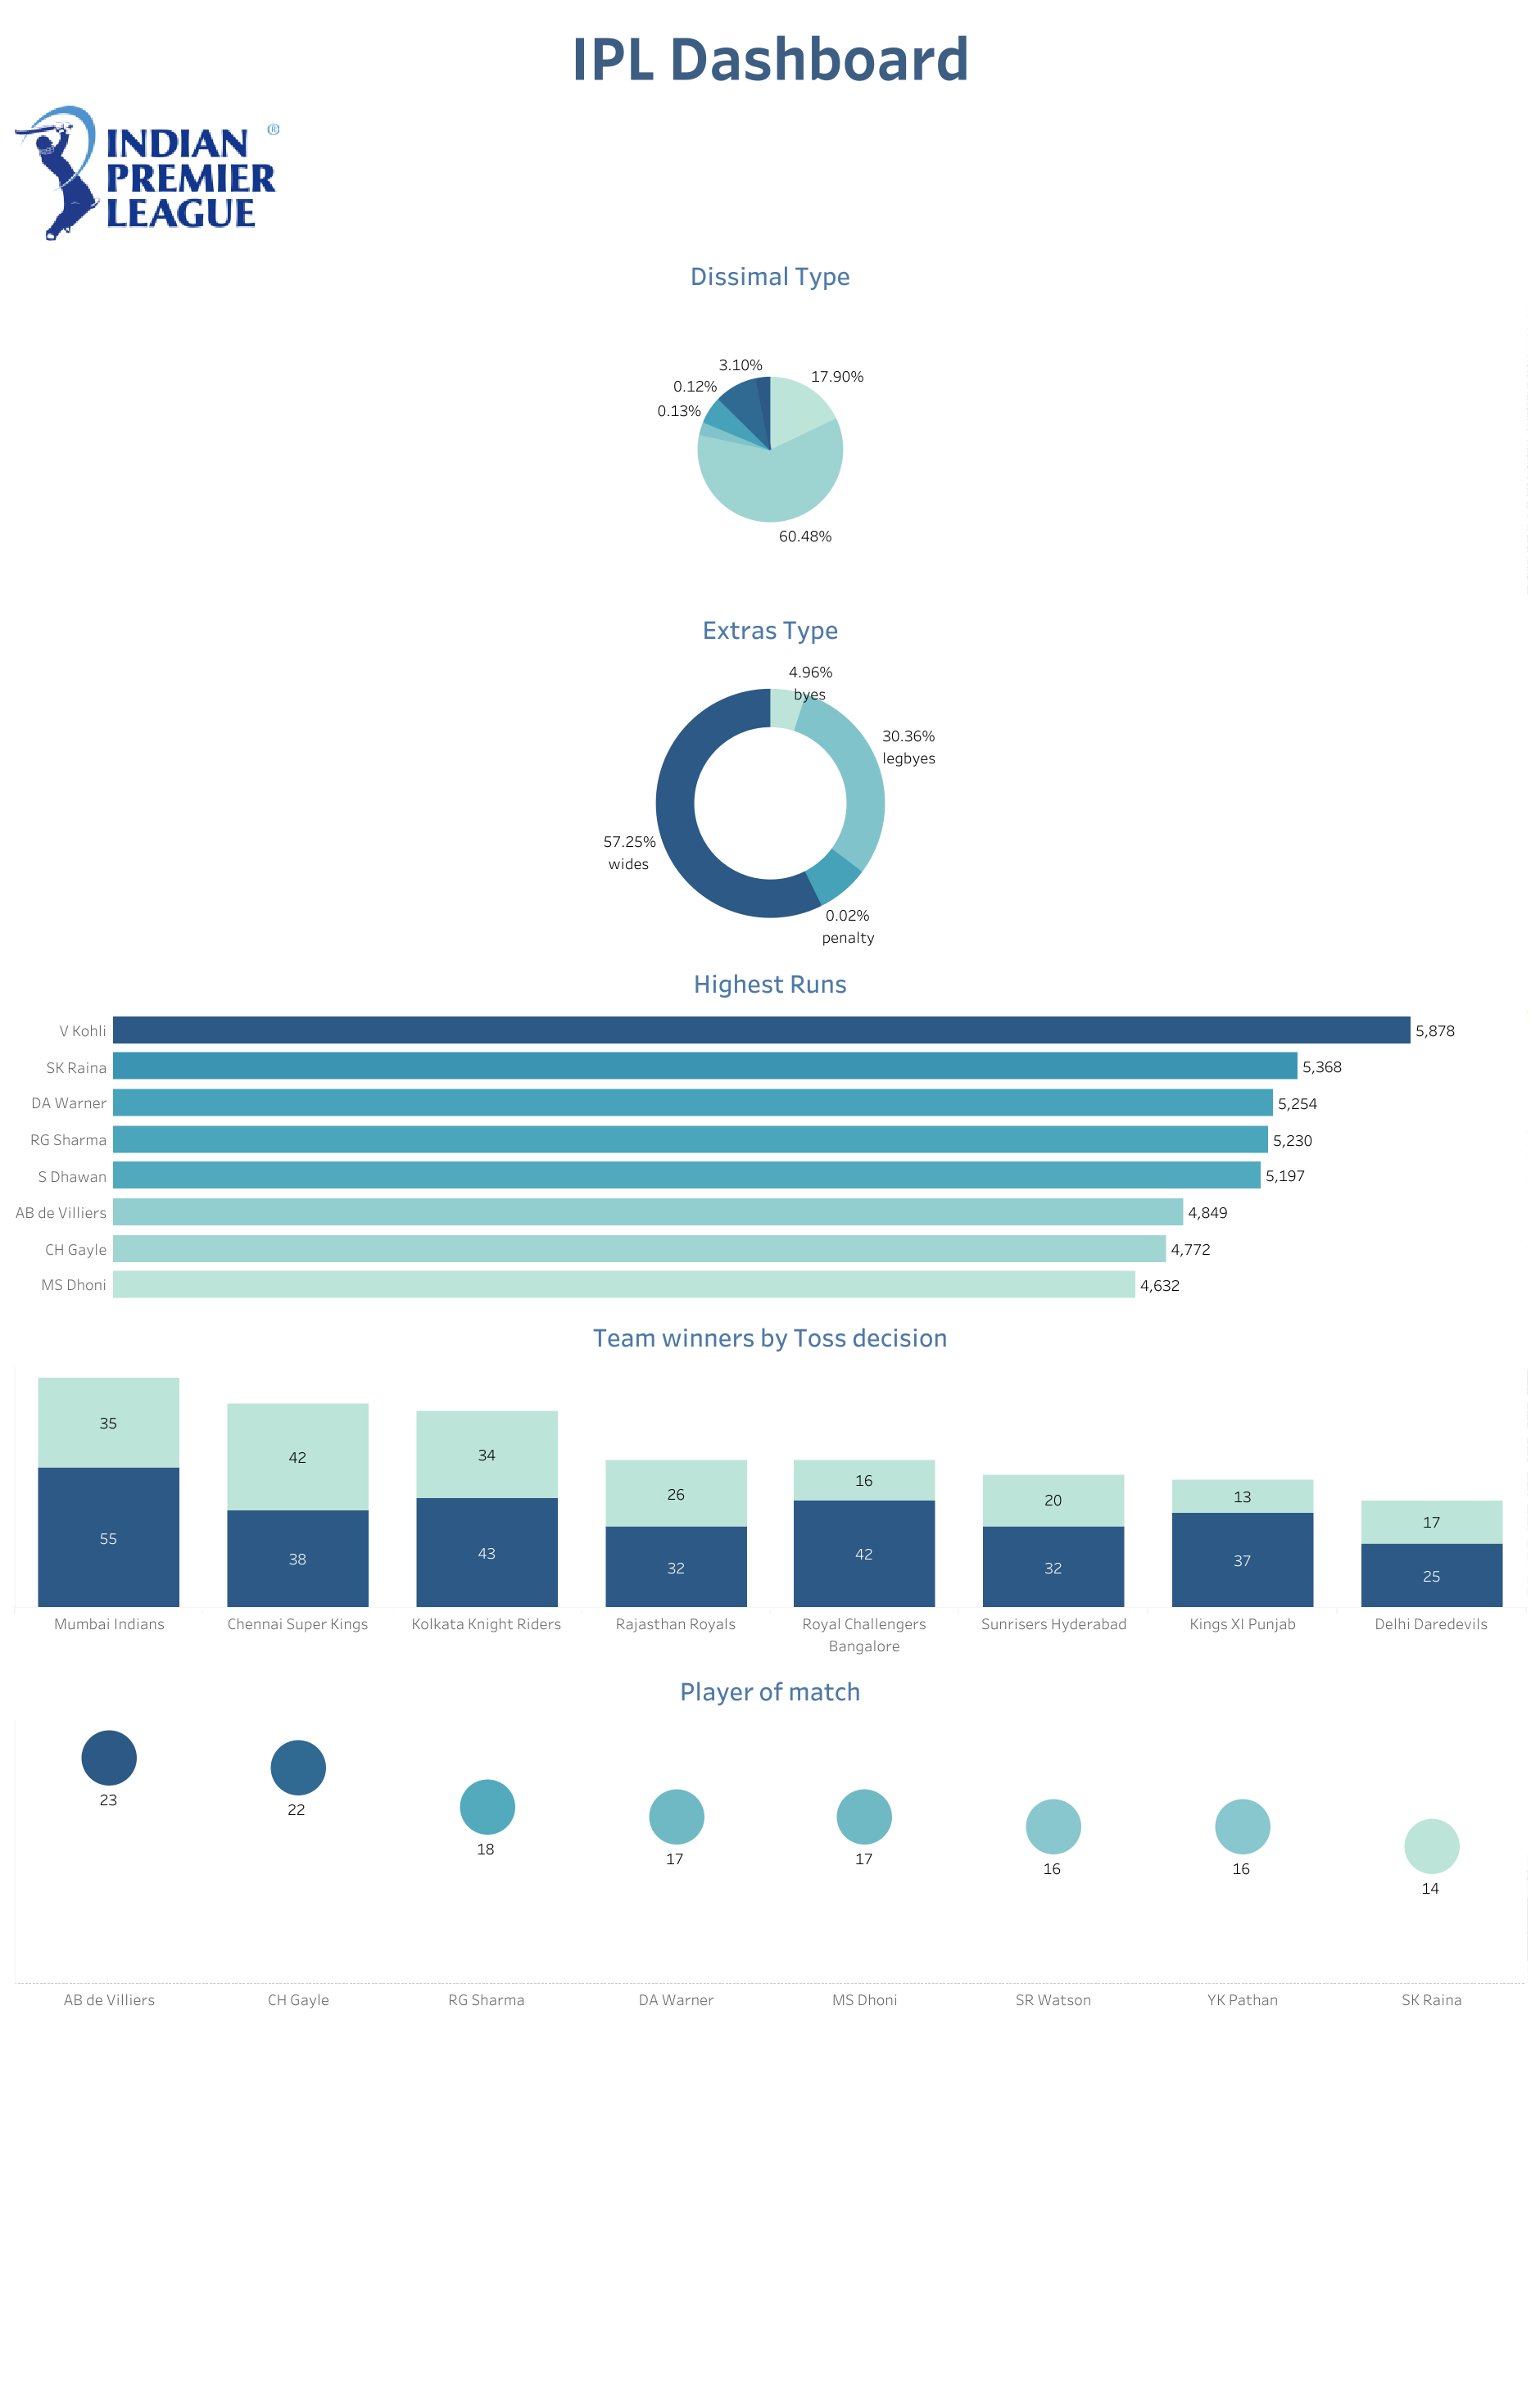 IPL Dashboard
INDIAN ®
PREMIER
LEAGUE
Dissimal Type
3.10%
17.90%
0.12%
0.13%
60.48%
Extras Type
4.96%
byes
30.36%
legbyes
57.25%
wides
0.02%
penalty
Highest Runs
V Kohli 5,878
SK Raina 5,368
DA Warner 5,254
RG Sharma 5,230
S Dhawan 5,197
AB de Villiers 4,849
CH Gayle 4,772
MS Dhoni 4,632
Team winners by Toss decision
35 42 34 26 16 20 13 17
55 38 43 32 42 32 37 25
Mumbai Indians Chennai Super Kings Kolkata Knight Riders Rajasthan Royals Royal Challengers Sunrisers Hyderabad Kings XI Punjab Delhi Daredevils
Bangalore
Player of match
23 22 18 17 17 16 16 14
AB de Villiers CH Gayle RG Sharma DA Warner MS Dhoni SR Watson YK Pathan SK Raina